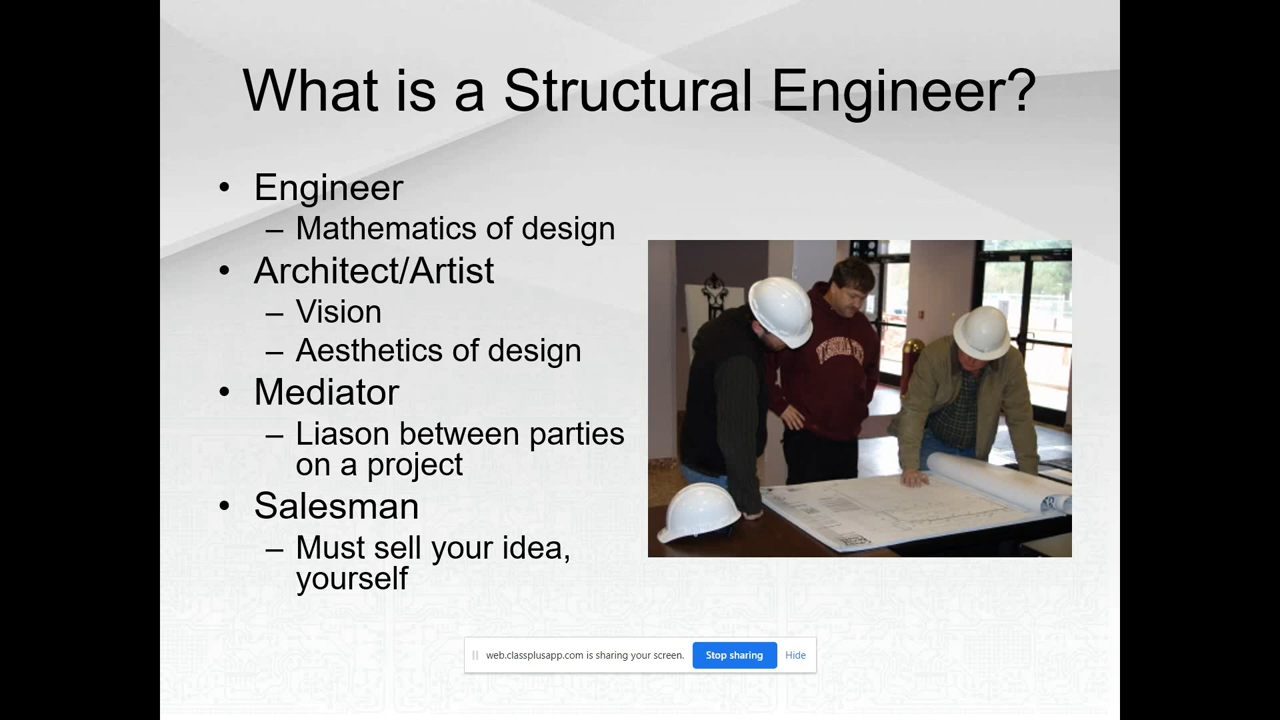 What is a Structural Engineer?
• Engineer
– Mathematics of design
• Architect/Artist
– Vision
– Aesthetics of design
• Mediator
– Liason between parties
on a project
• Salesman
– Must sell your idea,
yourself
web.classplusapp.com is sharing your screen. Stop sharing Hide